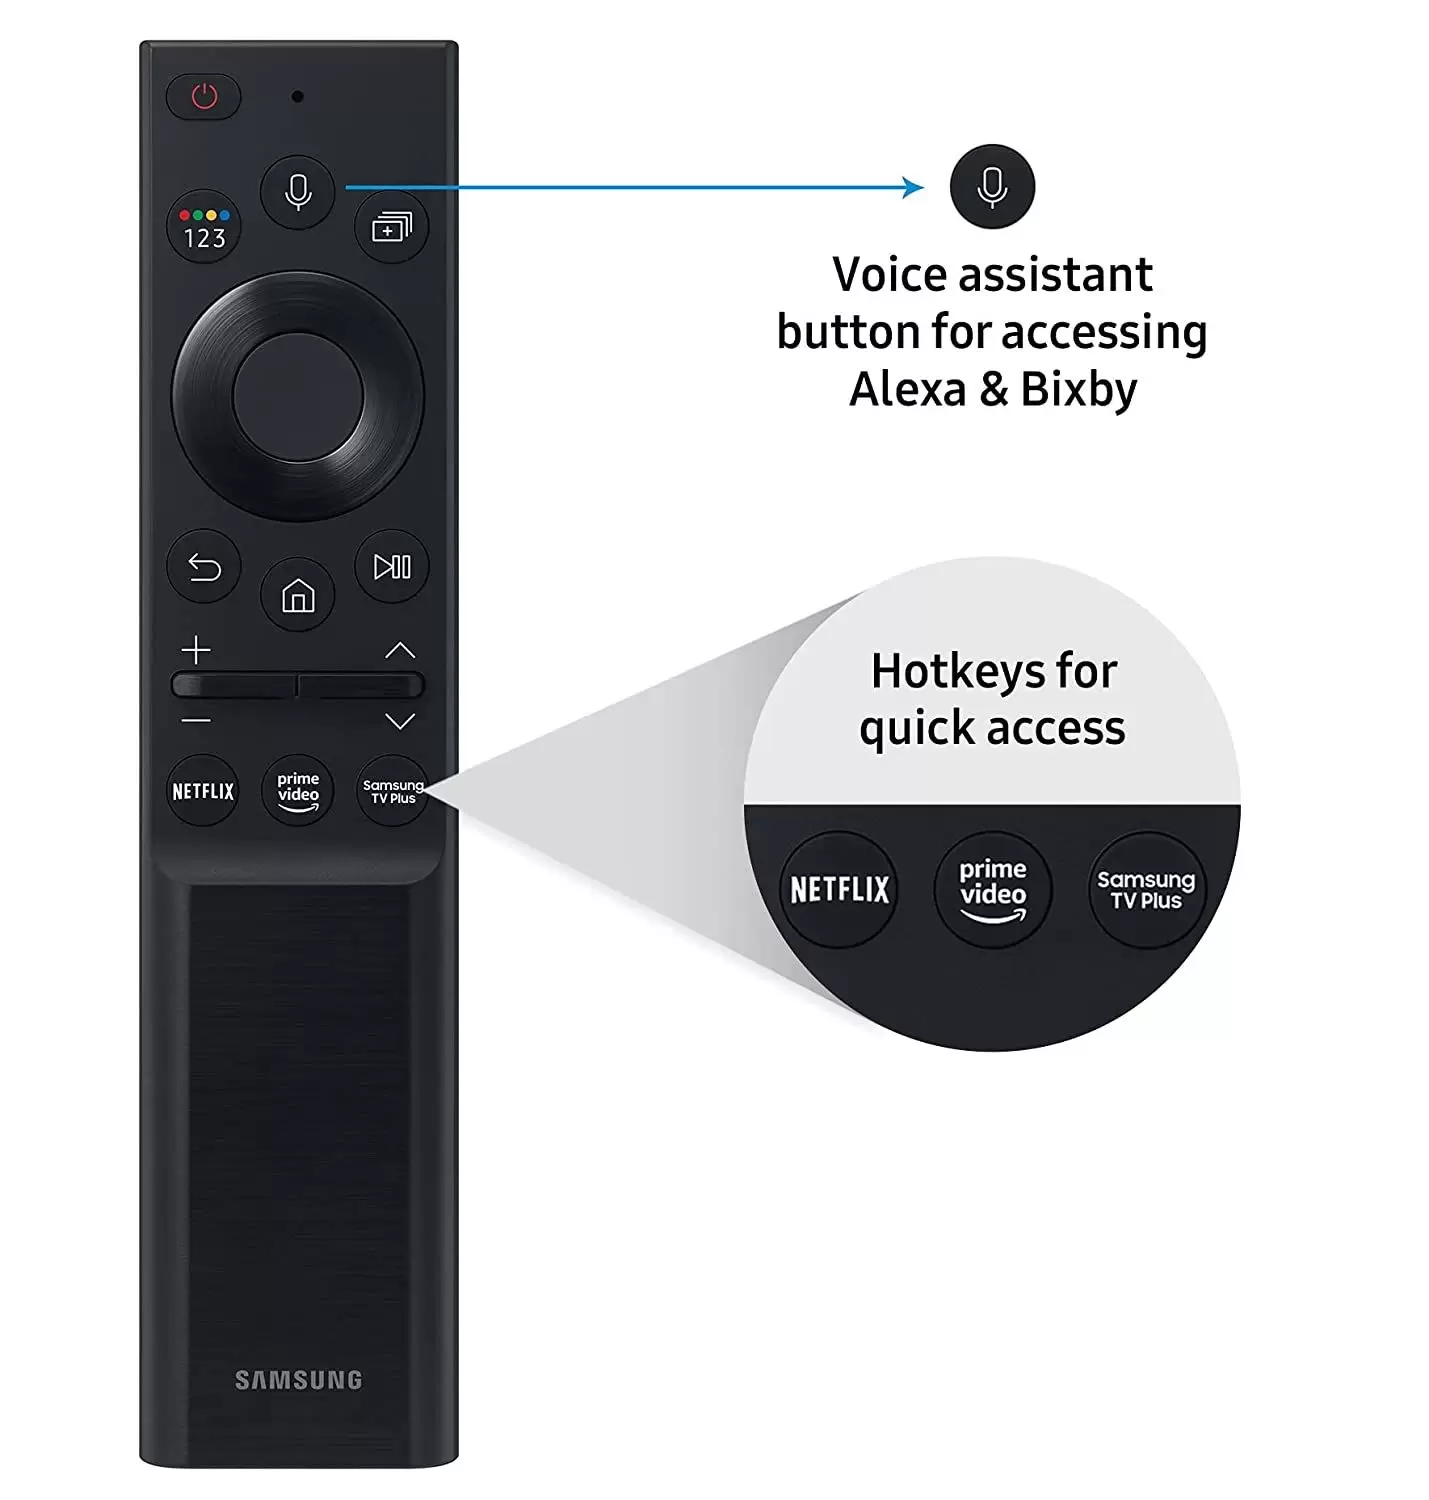 123
Voice assistant
button for accessing
Alexa & Bixby
Hotkeys for
quick access
NETFLIX
prime
video
Samsung
TV Plus
NETFLIX
prime
video
Samsung
TV Plus
SAMSUNG